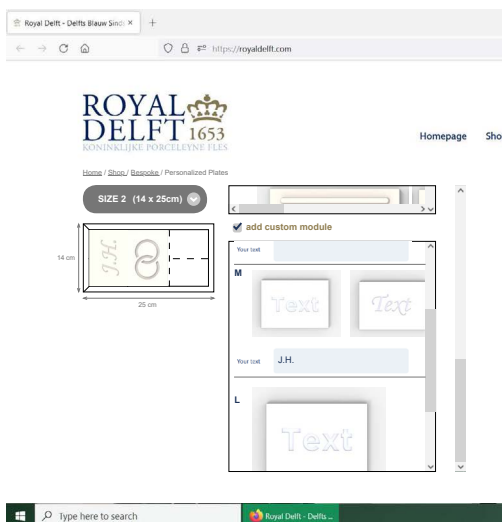 Royal Delft - Delfts Blauw Sinds
https://royaldelft.com
ROYAL
DELFT 1653
KONINKLIJKE PORCELEYNE FLES
Homepage Sho
Home / Shop / Bespoke / Personalized Plates
SIZE 2 (14 x 25cm)
add custom module
Your text
14 cm
J.H.
25 cm
M
Text Text
Your text J.H.
L
Text
Type here to search
Royal Delft - Delfts ...